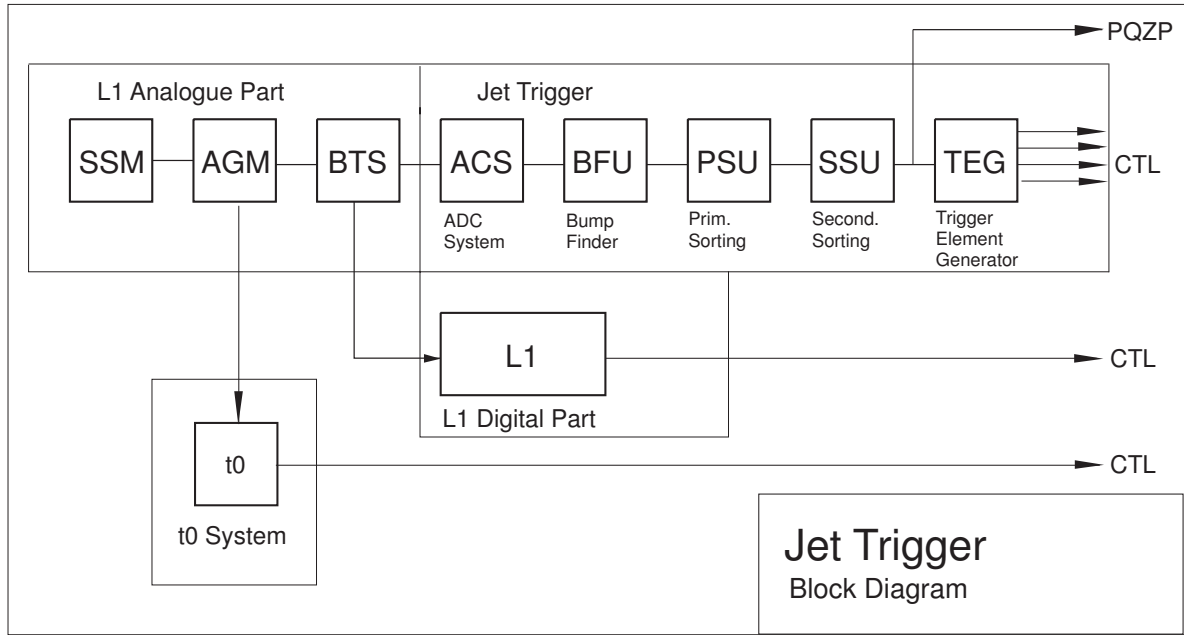 PQZP
L1 Analogue Part
Jet Trigger
SSM
AGM
BTS
ACS
BFU
PSU
SSU
TEG
CTL
ADC
System
Bump
Finder
Prim.
Sorting
Second.
Sorting
Trigger
Element
Generator
L1
CTL
L1 Digital Part
t0
CTL
t0 System
Jet Trigger
Block Diagram